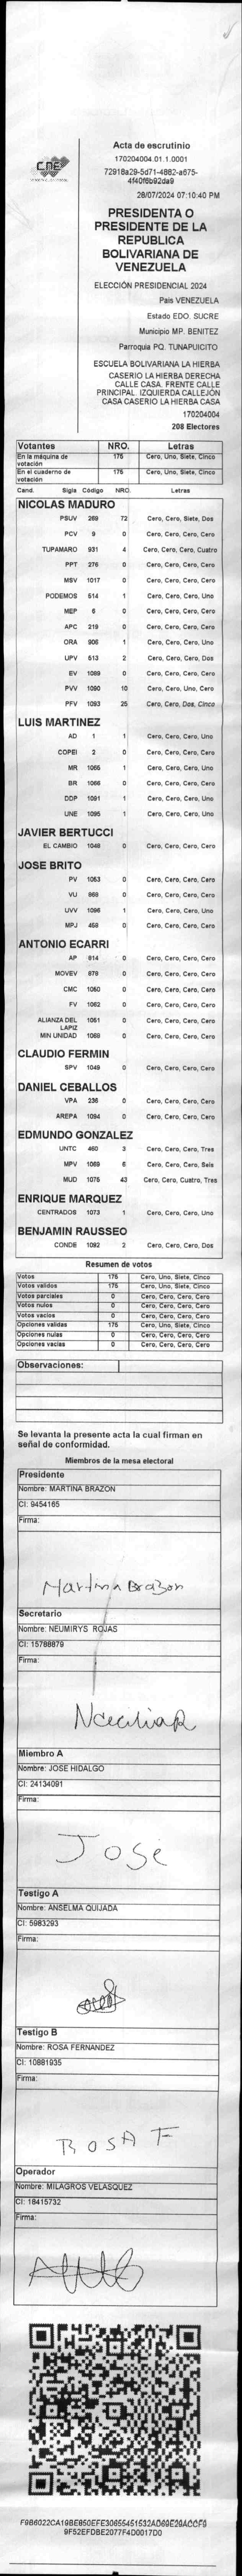 CNE
Acta de escrutinio
170204004.01.1.0001
72918a29-5d71-4882-a675-
4f40f6b92da9
28/07/2024 07:10:40 PM
PRESIDENTA O
PRESIDENTE DE LA
REPUBLICA
BOLIVARIANA DE
VENEZUELA
ELECCIÓN PRESIDENCIAL 2024
País VENEZUELA
Estado EDO. SUCRE
Municipio MP. BENITEZ
Parroquia PQ. TUNAPUICITO
ESCUELA BOLIVARIANA LA HIERBA
CASERIO LA HIERBA DERECHA
CALLE CASA. FRENTE CALLE
PRINCIPAL. IZQUIERDA CALLEJÓN
CASA CASERIO LA HIERBA CASA
170204004
208 Electores
Votantes NRO. Letras
En la máquina de votación 175 Cero, Uno, Siete, Cinco
En el cuaderno de votación 175 Cero, Uno, Siete, Cinco
Cand. Sigla Código NRO. Letras
NICOLAS MADURO
PSUV 269 72 Cero, Cero, Siete, Dos
PCV 9 0 Cero, Cero, Cero, Cero
TUPAMARO 931 4 Cero, Cero, Cero, Cuatro
PPT 276 0 Cero, Cero, Cero, Cero
MSV 1017 0 Cero, Cero, Cero, Cero
PODEMOS 514 1 Cero, Cero, Cero, Uno
MEP 5 0 Cero, Cero, Cero, Cero
APC 219 0 Cero, Cero, Cero, Cero
ORA 906 1 Cero, Cero, Cero, Uno
UPV 513 2 Cero, Cero, Cero, Dos
EV 1089 0 Cero, Cero, Cero, Cero
PVV 1090 10 Cero, Cero, Uno, Cero
PFV 1093 25 Cero, Cero, Dos, Cinco
LUIS MARTINEZ
AD 1 1 Cero, Cero, Cero, Uno
COPEI 2 0 Cero, Cero, Cero, Cero
MR 1065 1 Cero, Cero, Cero, Uno
BR 1066 0 Cero, Cero, Cero, Cero
DDP 1091 1 Cero, Cero, Cero, Uno
UNE 1095 1 Cero, Cero, Cero, Uno
JAVIER BERTUCCI
EL CAMBIO 1048 0 Cero, Cero, Cero, Cero
JOSE BRITO
PV 1053 0 Cero, Cero, Cero, Cero
VU 868 0 Cero, Cero, Cero, Cero
UVV 1096 1 Cero, Cero, Cero, Uno
MPJ 458 0 Cero, Cero, Cero, Cero
ANTONIO ECARRI
AP 814 0 Cero, Cero, Cero, Cero
MOVEV 879 0 Cero, Cero, Cero, Cero
CMC 1050 0 Cero, Cero, Cero, Cero
FV 1062 0 Cero, Cero, Cero, Cero
ALIANZA DEL LAPIZ 1051 0 Cero, Cero, Cero, Cero
MIN UNIDAD 1088 0 Cero, Cero, Cero, Cero
CLAUDIO FERMIN
SPV 1049 0 Cero, Cero, Cero, Cero
DANIEL CEBALLOS
VPA 236 0 Cero, Cero, Cero, Cero
AREPA 1094 0 Cero, Cero, Cero, Cero
EDMUNDO GONZALEZ
UNTC 460 3 Cero, Cero, Cero, Tres
MPV 1069 6 Cero, Cero, Cero, Seis
MUD 1075 43 Cero, Cero, Cuatro, Tres
ENRIQUE MARQUEZ
CENTRADOS 1073 1 Cero, Cero, Cero, Uno
BENJAMIN RAUSSEO
CONDE 1092 2 Cero, Cero, Cero, Dos
Resumen de votos
Votos 175 Cero, Uno, Siete, Cinco
Votos validos 175 Cero, Uno, Siete, Cinco
Votos parciales 0 Cero, Cero, Cero, Cero
Votos nulos 0 Cero, Cero, Cero, Cero
Votos vacios 0 Cero, Cero, Cero, Cero
Opciones validas 175 Cero, Uno, Siete, Cinco
Opciones nulas 0 Cero, Cero, Cero, Cero
Opciones vacias 0 Cero, Cero, Cero, Cero
Observaciones:
Se levanta la presente acta la cual firman en
señal de conformidad.
Miembros de la mesa electoral
Presidente
Nombre: MARTINA BRAZON
CI: 9454165
Firma:
Martina Brazon
Secretario
Nombre: NEUMIRYS ROJAS
CI: 15788879
Firma:
Miembro A
Nombre: JOSE HIDALGO
CI: 24134091
Firma:
José
Testigo A
Nombre: ANSELMA QUIJADA
CI: 5983293
Firma:
Testigo B
Nombre: ROSA FERNANDEZ
CI: 10881935
Firma:
ROSA F
Operador
Nombre: MILAGROS VELASQUEZ
CI: 18415732
Firma:
F9B6022CA19BE850EFE30655451532AD69E29ACCF9
9F52EFDBE2077F4D0017D0